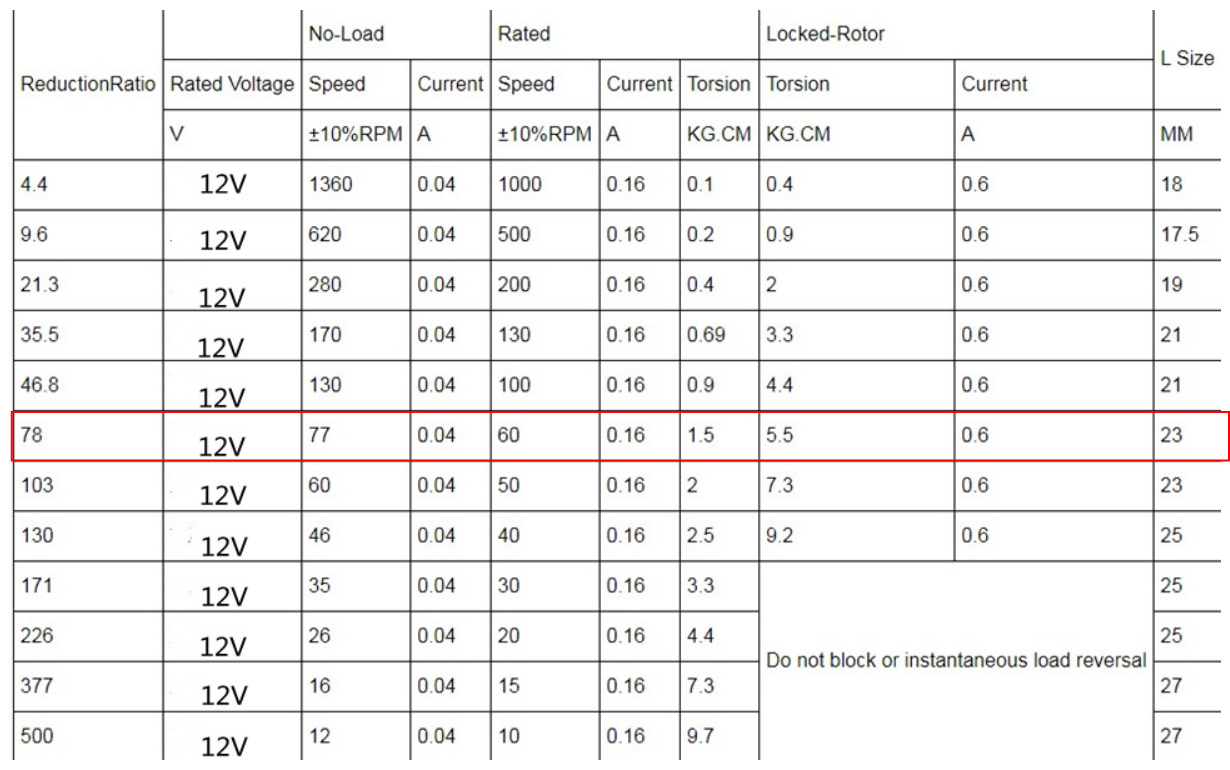 No-Load Rated Locked-Rotor
ReductionRatio Rated Voltage Speed Current Speed Current Torsion Torsion Current L Size
V ±10%RPM A ±10%RPM A KG.CM KG.CM A MM
4.4 12V 1360 0.04 1000 0.16 0.1 0.4 0.6 18
9.6 12V 620 0.04 500 0.16 0.2 0.9 0.6 17.5
21.3 12V 280 0.04 200 0.16 0.4 2 0.6 19
35.5 12V 170 0.04 130 0.16 0.69 3.3 0.6 21
46.8 12V 130 0.04 100 0.16 0.9 4.4 0.6 21
78 12V 77 0.04 60 0.16 1.5 5.5 0.6 23
103 12V 60 0.04 50 0.16 2 7.3 0.6 23
130 12V 46 0.04 40 0.16 2.5 9.2 0.6 25
171 12V 35 0.04 30 0.16 3.3 25
226 12V 26 0.04 20 0.16 4.4 25
Do not block or instantaneous load reversal
377 12V 16 0.04 15 0.16 7.3 27
500 12V 12 0.04 10 0.16 9.7 27